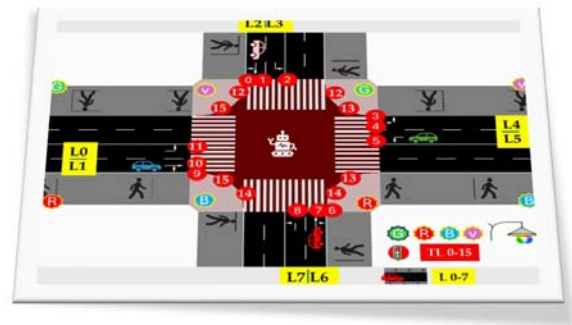 L2|L3
0 1 2
12 12
G V G V
15 13
3
L4
4
L5
5
11
L0
L1
10
9
15 13
14 14
R B B R
8 7 6
G R B V
TL 0-15
L7|L6
L 0-7